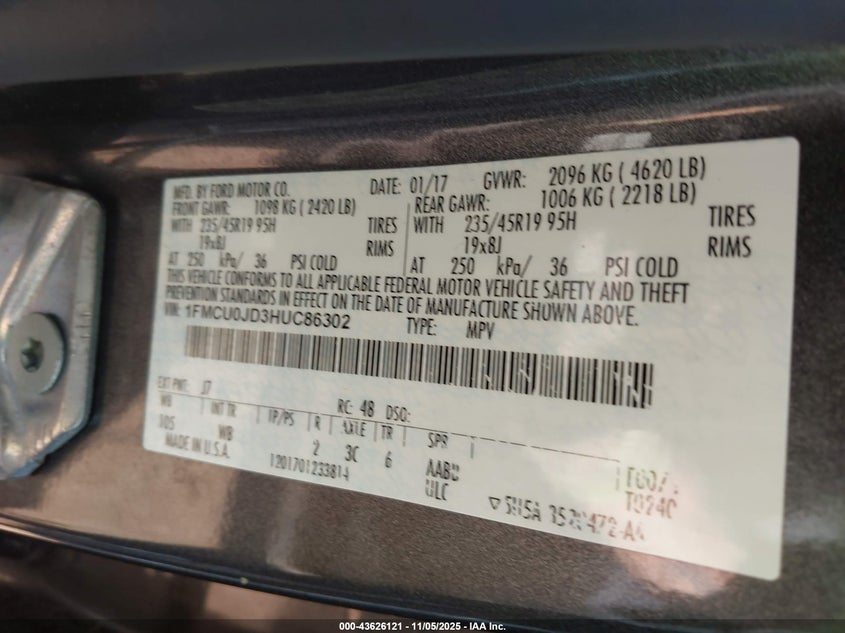 MFD. BY FORD MOTOR CO. DATE: 01/17 GVWR: 2096 KG ( 4620 LB)
FRONT GAWR: 1098 KG ( 2420 LB) REAR GAWR: 1006 KG ( 2218 LB)
WITH 235/45R19 95H TIRES WITH 235/45R19 95H TIRES
19x8J RIMS 19x8J RIMS
AT 250 kPa/ 36 PSI COLD AT 250 kPa/ 36 PSI COLD
THIS VEHICLE CONFORMS TO ALL APPLICABLE FEDERAL MOTOR VEHICLE SAFETY AND THEFT
PREVENTION STANDARDS IN EFFECT ON THE DATE OF MANUFACTURE SHOWN ABOVE.
VIN: 1FMCU0JD3HUC86302 TYPE: MPV
EXT PNT: J7 RC: 48 DSO:
WB INT TR TP/PS R AXLE TR SPR
105 WB 2 3C 6 AABD
MADE IN U.S.A. 1201701233814 ULC
000-43626121 - 11/05/2025 - IAA Inc.